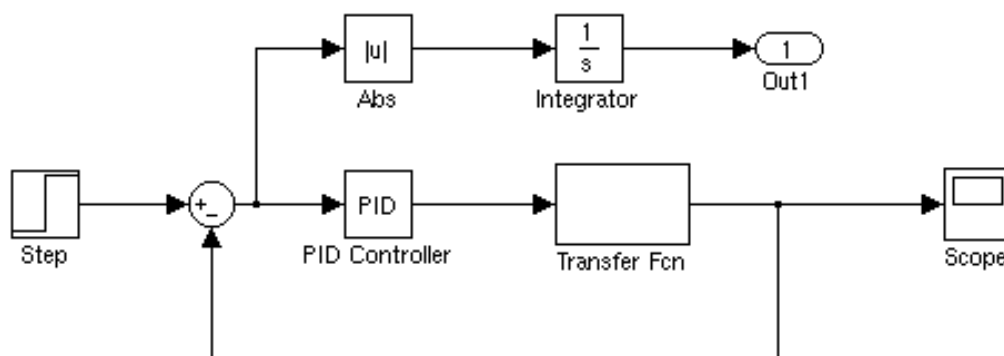 |u|
1
s
1
Abs
Integrator
Out1
+
−
PID
Step
PID Controller
Transfer Fcn
Scope